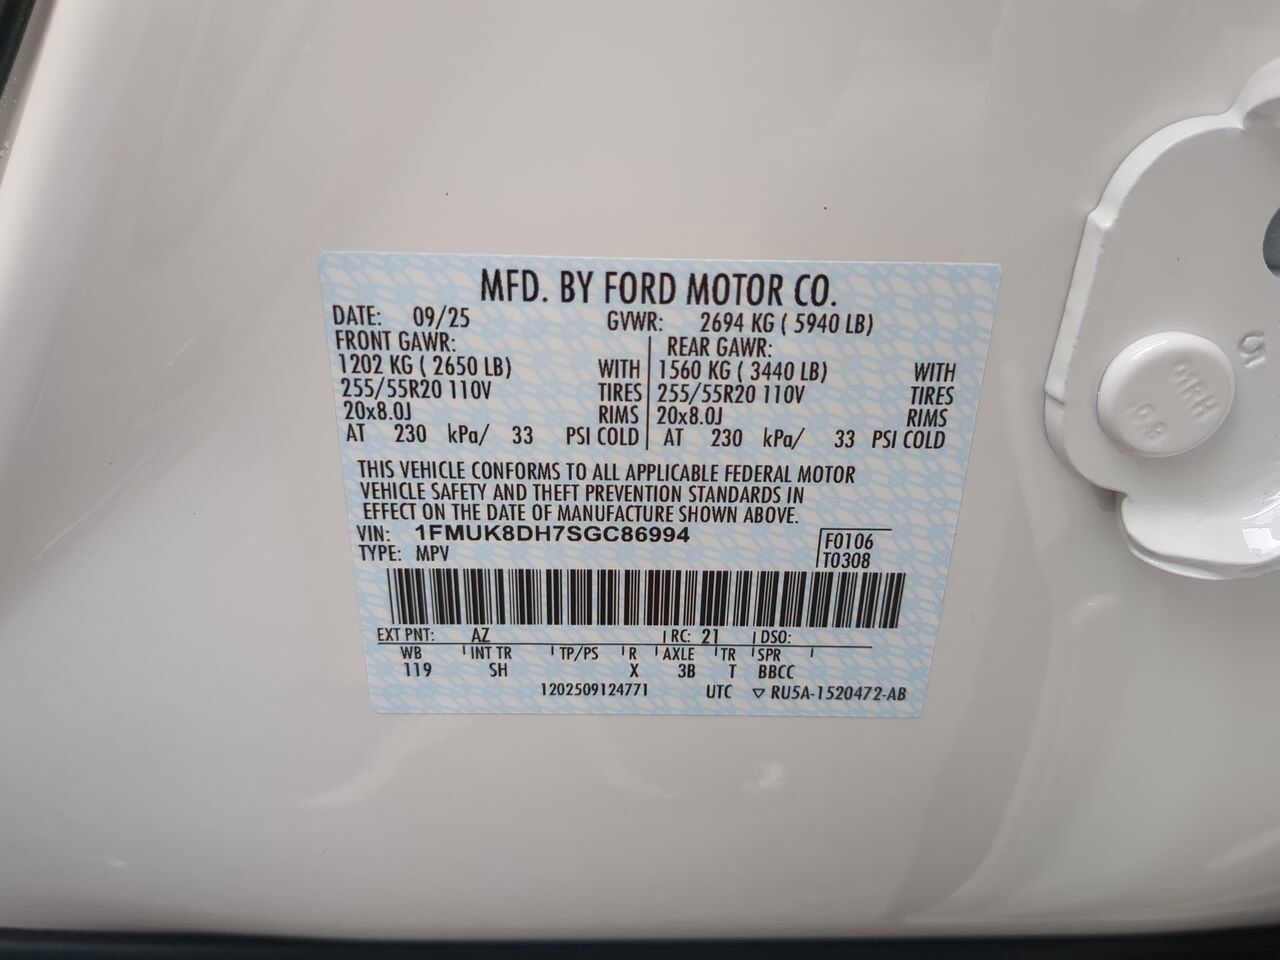 MFD. BY FORD MOTOR CO.
DATE: 09/25 GVWR: 2694 KG ( 5940 LB)
FRONT GAWR: REAR GAWR:
1202 KG ( 2650 LB) WITH 1560 KG ( 3440 LB) WITH
255/55R20 110V TIRES 255/55R20 110V TIRES
20x8.0J RIMS 20x8.0J RIMS
AT 230 kPa/ 33 PSI COLD AT 230 kPa/ 33 PSI COLD
THIS VEHICLE CONFORMS TO ALL APPLICABLE FEDERAL MOTOR
VEHICLE SAFETY AND THEFT PREVENTION STANDARDS IN
EFFECT ON THE DATE OF MANUFACTURE SHOWN ABOVE.
VIN: 1FMUK8DH7SGC86994 F0106
TYPE: MPV T0308
EXT PNT: AZ RC: 21 DSO:
WB INT TR TP/PS R AXLE TR SPR
119 SH X 3B T BBCC
1202509124771 UTC ▽ RU5A-1520472-AB